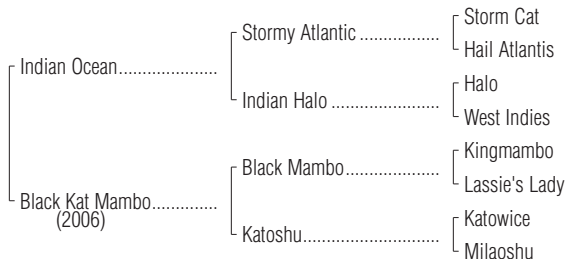 Storm Cat
Stormy Atlantic ..................
Hail Atlantis
Indian Ocean.....................
Halo
Indian Halo ........................
West Indies
Kingmambo
Black Mambo.....................
Lassie's Lady
Black Kat Mambo..............
(2006)
Katowice
Katoshu..............................
Milaoshu